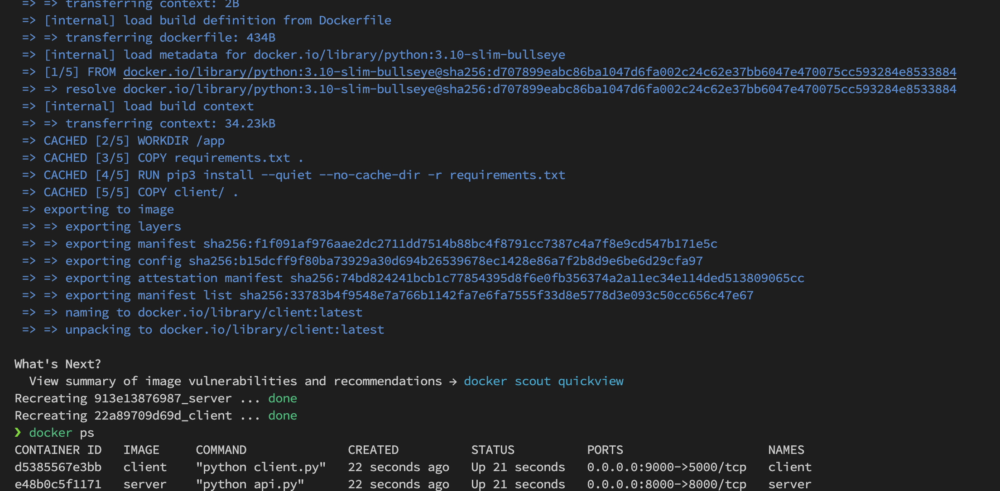 => => transferring context: 2B
=> [internal] load build definition from Dockerfile
=> => transferring dockerfile: 434B
=> [internal] load metadata for docker.io/library/python:3.10-slim-bullseye
=> [1/5] FROM docker.io/library/python:3.10-slim-bullseye@sha256:d707899eabc86ba1047d6fa002c24c62e37bb6047e470075cc593284e8533884
=> => resolve docker.io/library/python:3.10-slim-bullseye@sha256:d707899eabc86ba1047d6fa002c24c62e37bb6047e470075cc593284e8533884
=> [internal] load build context
=> => transferring context: 34.23kB
=> CACHED [2/5] WORKDIR /app
=> CACHED [3/5] COPY requirements.txt .
=> CACHED [4/5] RUN pip3 install --quiet --no-cache-dir -r requirements.txt
=> CACHED [5/5] COPY client/ .
=> exporting to image
=> => exporting layers
=> => exporting manifest sha256:f1f091af976aae2dc2711dd7514b88bc4f8791cc7387c4a7f8e9cd547b171e5c
=> => exporting config sha256:b15dcff9f80ba73929a30d694b26539678ec1428e86a7f2b8d9e6be6d29cfa97
=> => exporting attestation manifest sha256:74bd824241bcb1c77854395d8f6e0fb356374a2a11ec34e114ded513809065cc
=> => exporting manifest list sha256:33783b4f9548e7a766b1142fa7e6fa7555f33d8e5778d3e093c50cc656c47e67
=> => naming to docker.io/library/client:latest
=> => unpacking to docker.io/library/client:latest
What's Next?
View summary of image vulnerabilities and recommendations → docker scout quickview
Recreating 913e13876987_server ... done
Recreating 22a89709d69d_client ... done
❯ docker ps
CONTAINER ID   IMAGE     COMMAND              CREATED          STATUS          PORTS                    NAMES
d5385567e3bb   client    "python client.py"   22 seconds ago   Up 21 seconds   0.0.0.0:9000->5000/tcp   client
e48b0c5f1171   server    "python api.py"      22 seconds ago   Up 21 seconds   0.0.0.0:8000->8000/tcp   server